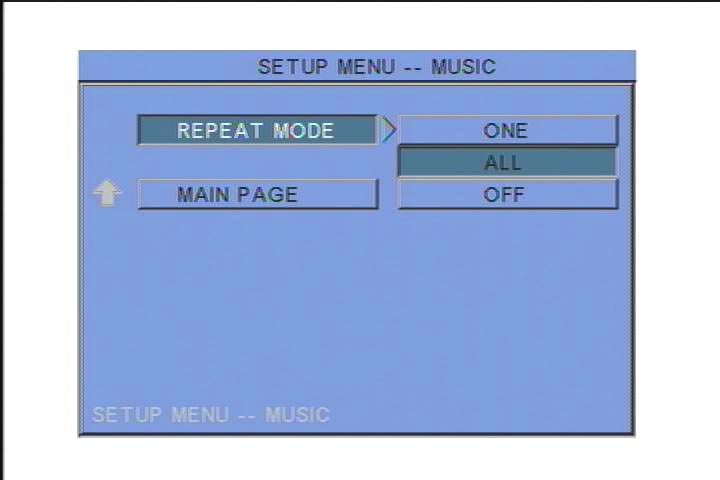 SETUP MENU -- MUSIC
REPEAT MODE
ONE
ALL
MAIN PAGE
OFF
SETUP MENU -- MUSIC